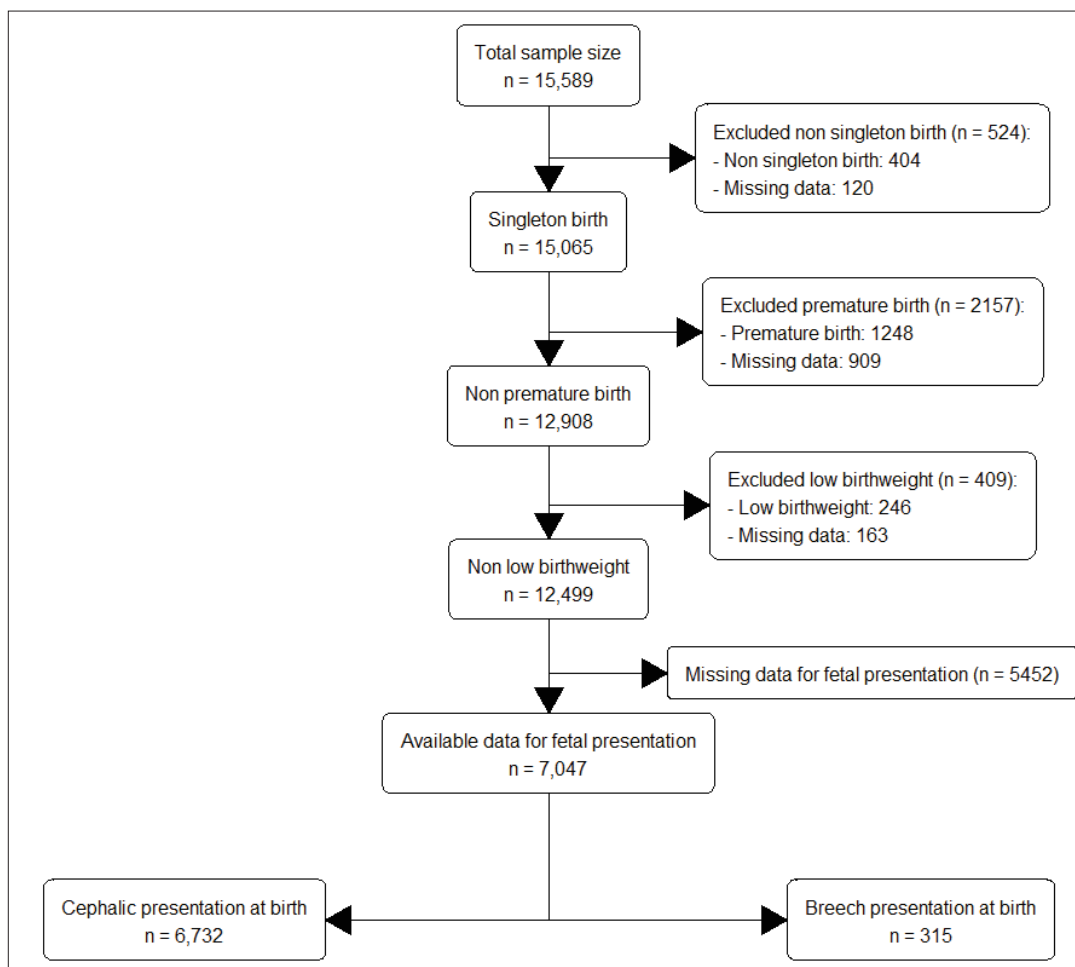 Total sample size
n = 15,589
Excluded non singleton birth (n = 524):
- Non singleton birth: 404
- Missing data: 120
Singleton birth
n = 15,065
Excluded premature birth (n = 2157):
- Premature birth: 1248
- Missing data: 909
Non premature birth
n = 12,908
Excluded low birthweight (n = 409):
- Low birthweight: 246
- Missing data: 163
Non low birthweight
n = 12,499
Missing data for fetal presentation (n = 5452)
Available data for fetal presentation
n = 7,047
Cephalic presentation at birth
n = 6,732
Breech presentation at birth
n = 315